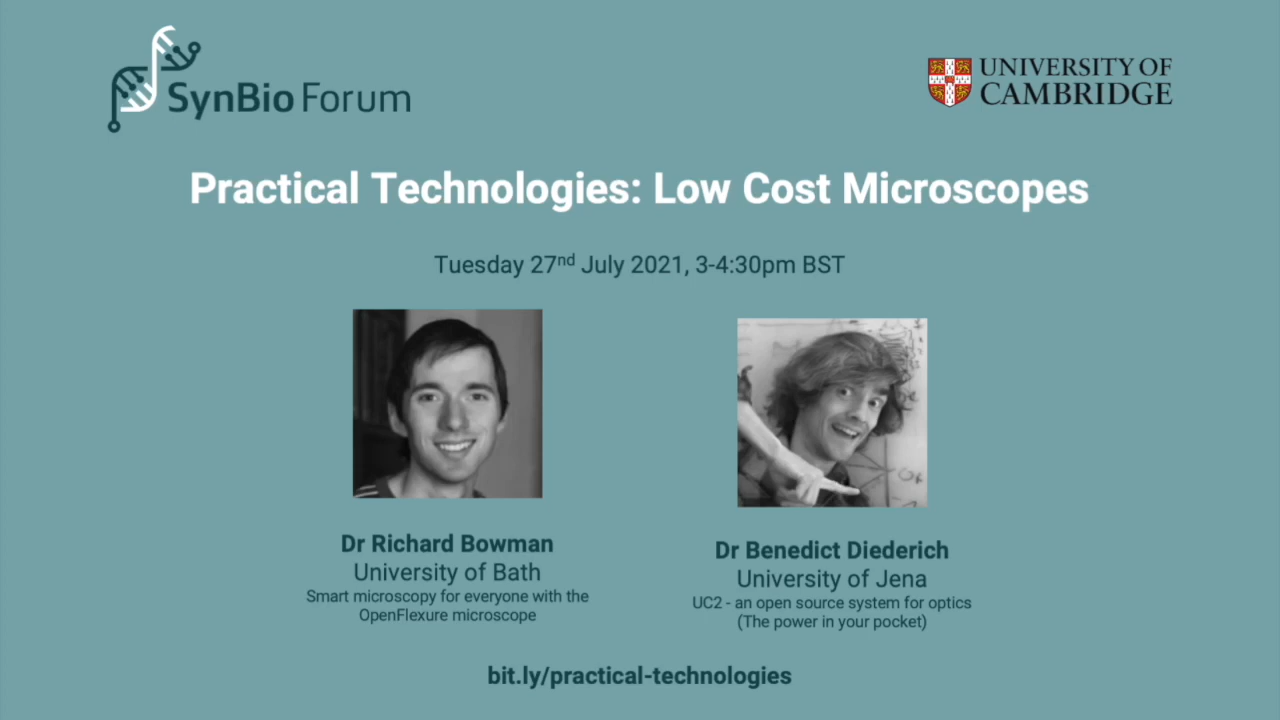 SynBio Forum
UNIVERSITY OF
CAMBRIDGE
Practical Technologies: Low Cost Microscopes
Tuesday 27nd July 2021, 3-4:30pm BST
Dr Richard Bowman
University of Bath
Smart microscopy for everyone with the
OpenFlexure microscope
Dr Benedict Diederich
University of Jena
UC2 - an open source system for optics
(The power in your pocket)
bit.ly/practical-technologies